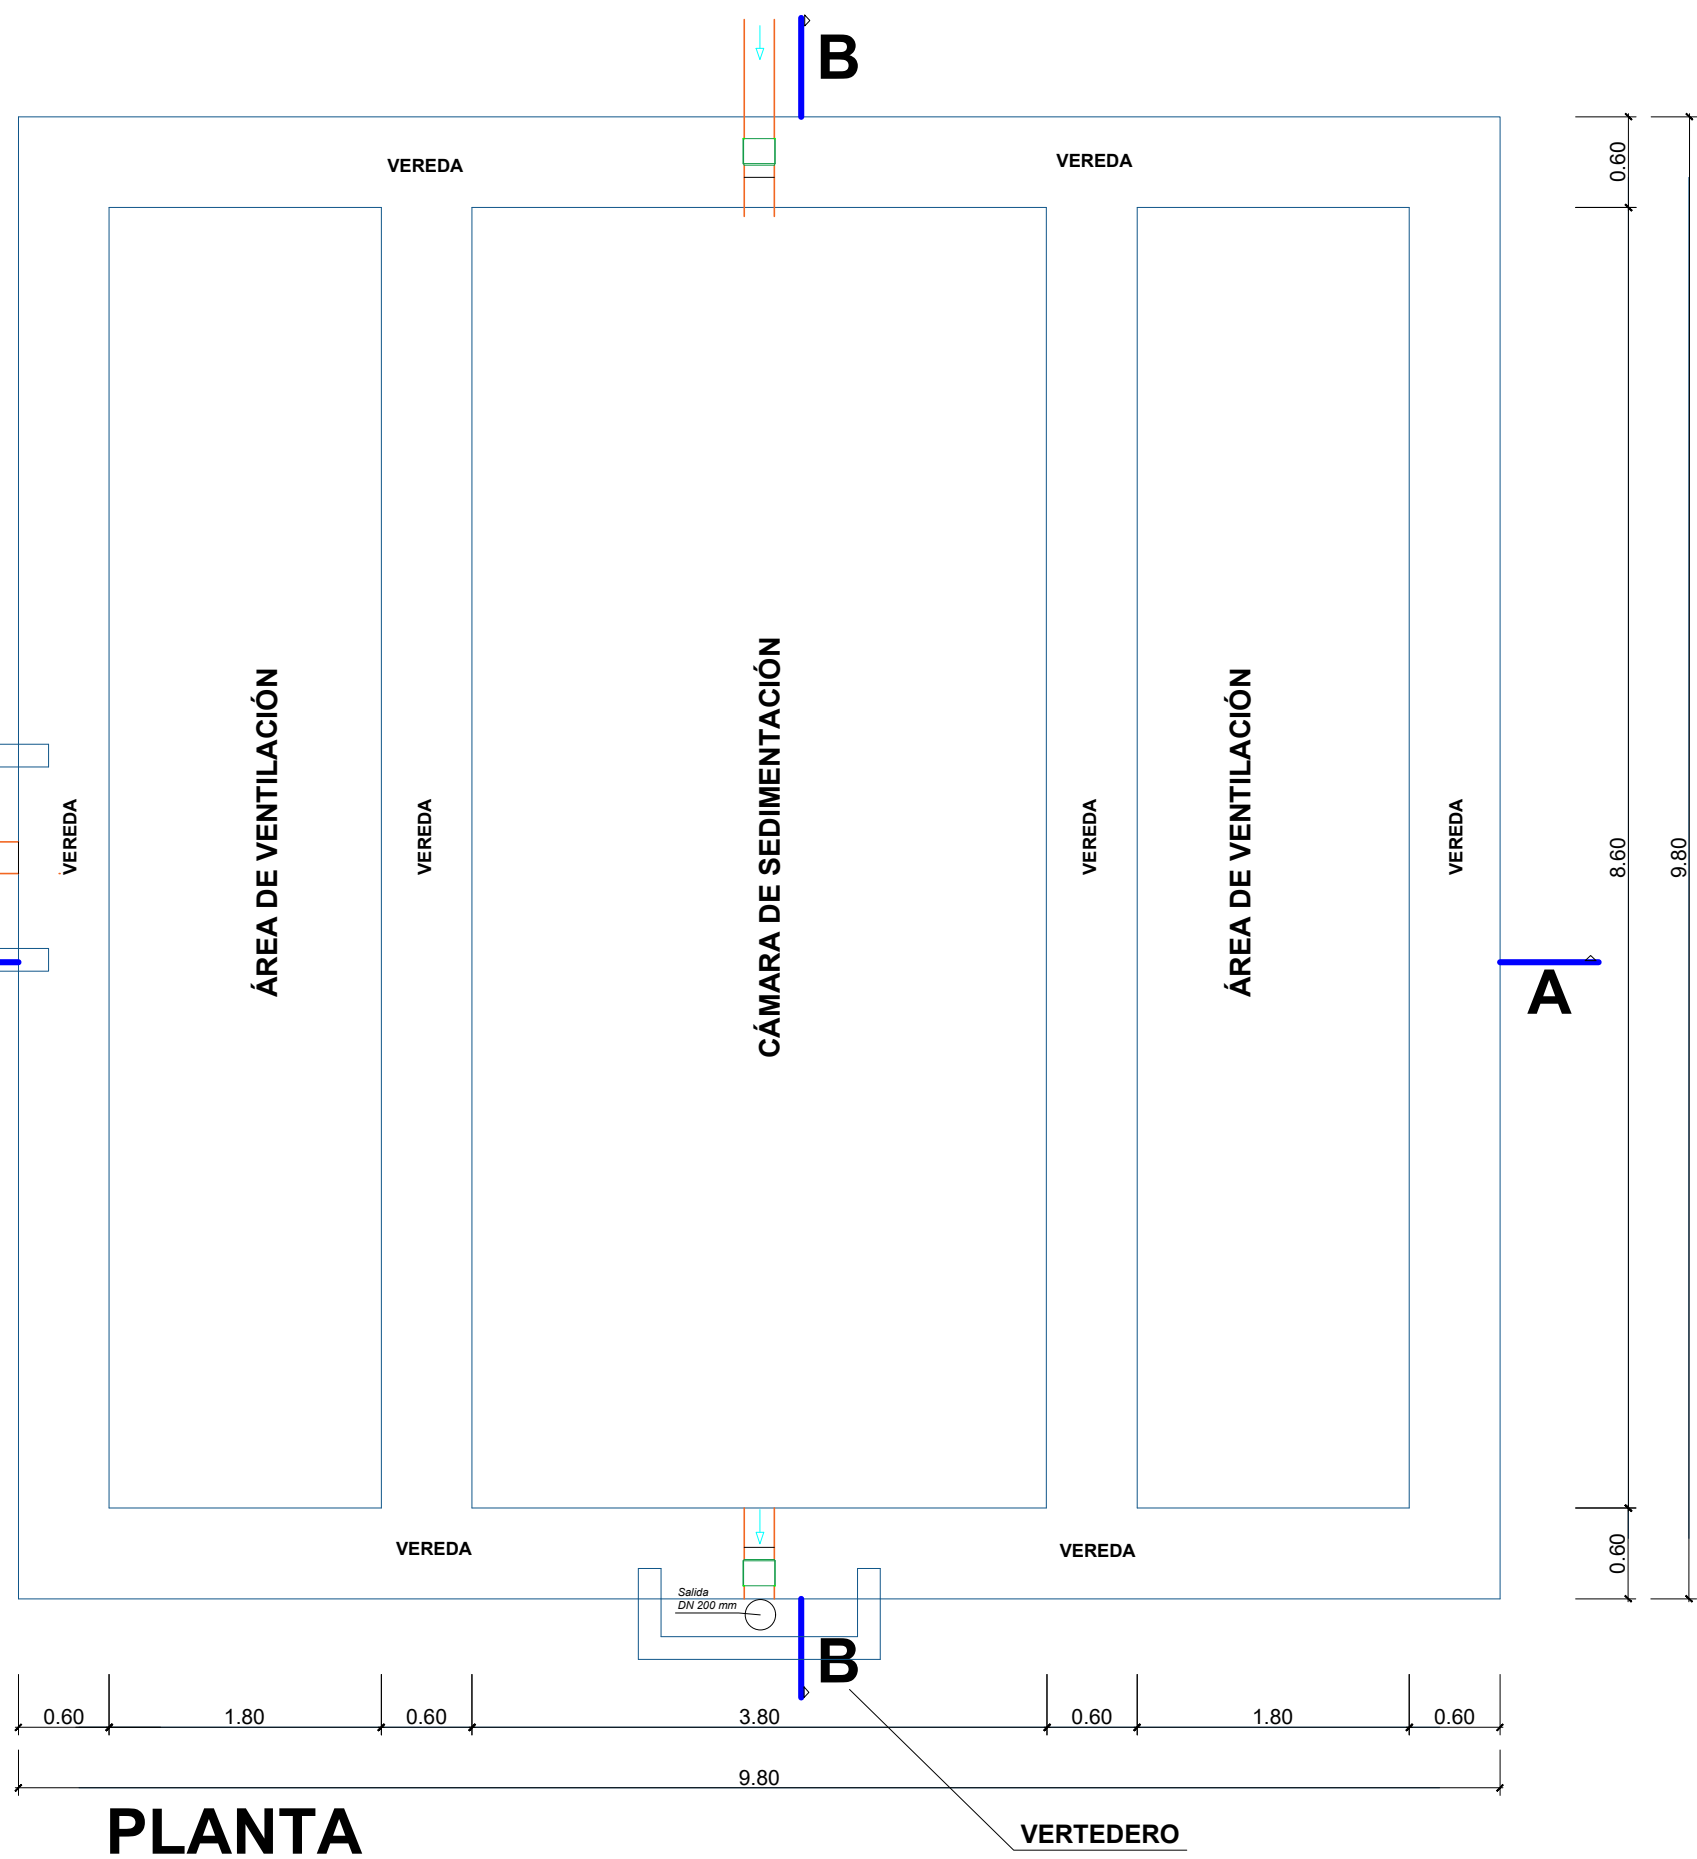 B
VEREDA
VEREDA
0.60
ÁREA DE VENTILACIÓN
CÁMARA DE SEDIMENTACIÓN
ÁREA DE VENTILACIÓN
VEREDA
VEREDA
VEREDA
VEREDA
8.60
9.80
A
VEREDA
VEREDA
0.60
Salida
DN 200 mm
B
0.60
1.80
0.60
3.80
0.60
1.80
0.60
9.80
PLANTA
VERTEDERO